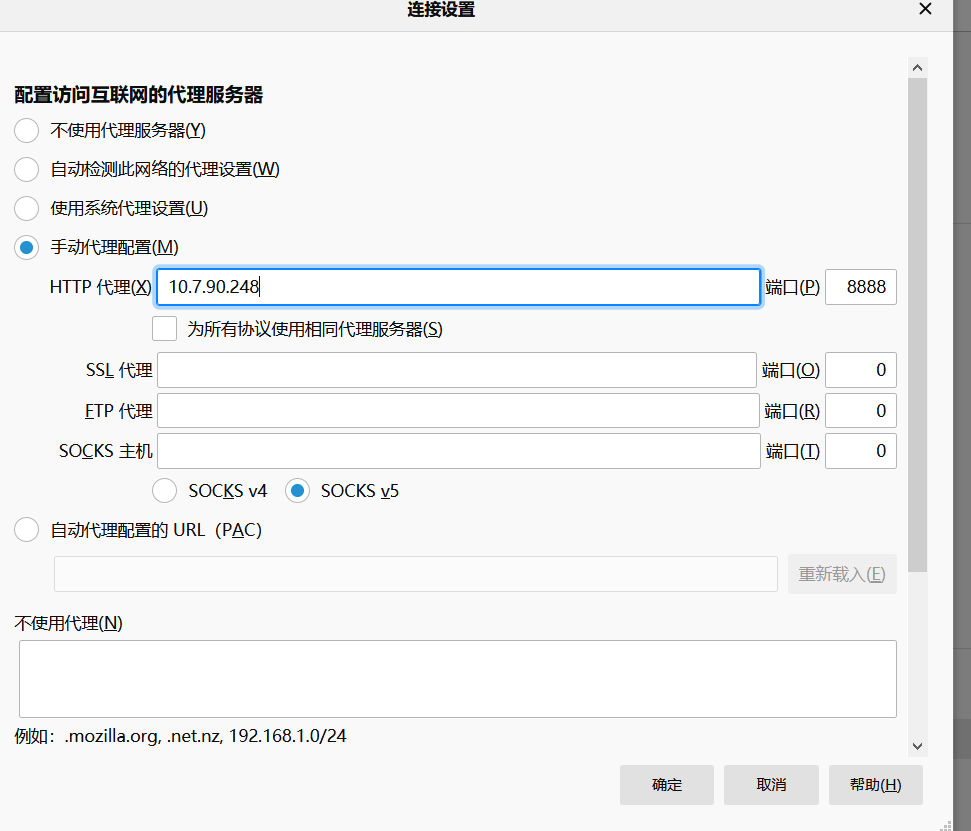 连接设置
配置访问互联网的代理服务器
不使用代理服务器(Y)
自动检测此网络的代理设置(W)
使用系统代理设置(U)
手动代理配置(M)
HTTP 代理(X) 10.7.90.248 端口(P) 8888
为所有协议使用相同代理服务器(S)
SSL 代理 端口(O) 0
FTP 代理 端口(R) 0
SOCKS 主机 端口(T) 0
SOCKS v4 SOCKS v5
自动代理配置的 URL（PAC）
重新载入(E)
不使用代理(N)
例如：.mozilla.org, .net.nz, 192.168.1.0/24
确定 取消 帮助(H)